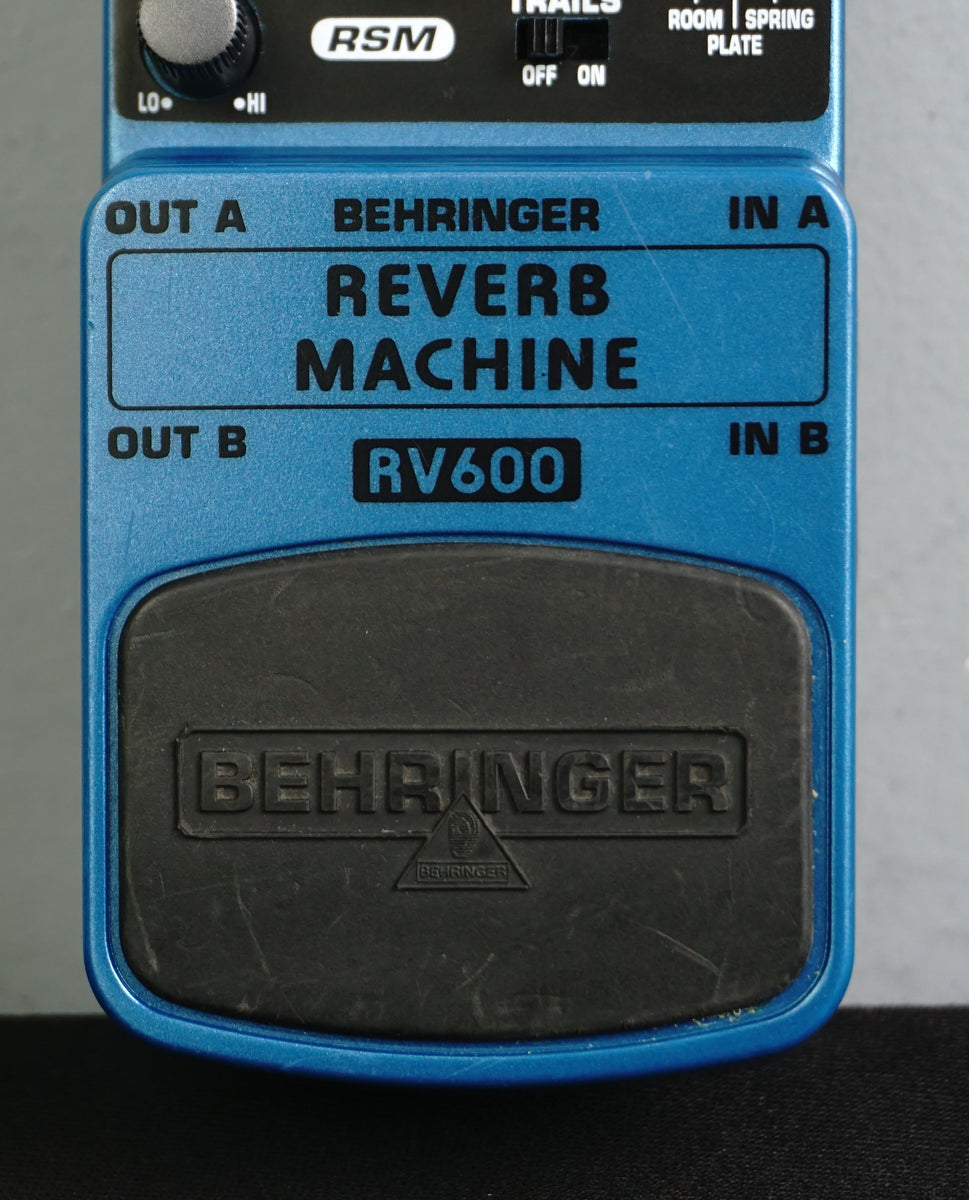 TRAILS
ROOM SPRING
RSM
PLATE
OFF ON
LO HI
OUT A BEHRINGER IN A
REVERB
MACHINE
OUT B IN B
RV600
BEHRINGER
BEHRINGER